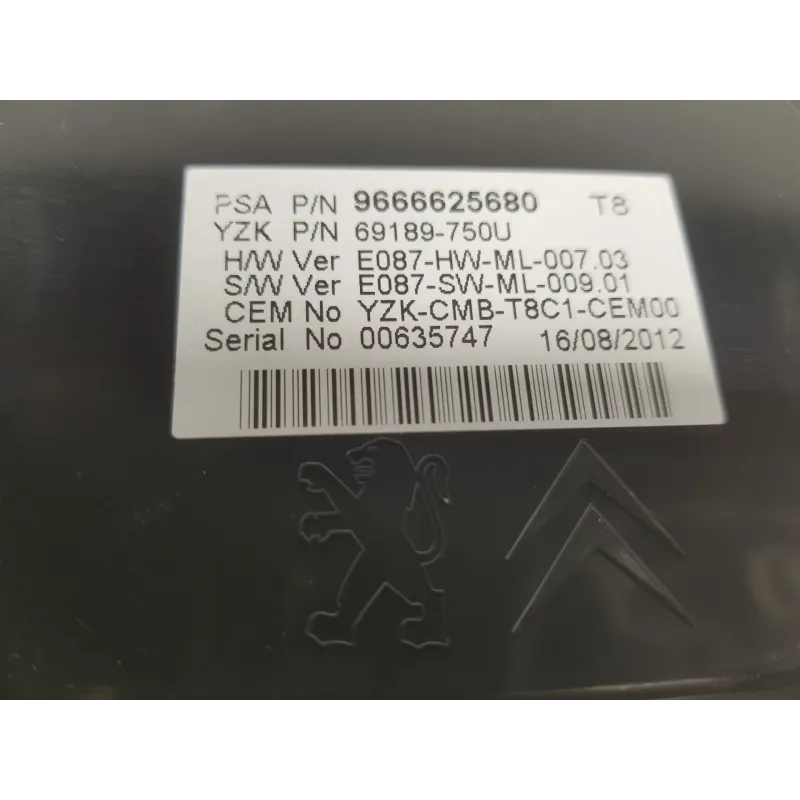 PSA P/N 9666625680 T8
YZK P/N 69189-750U
H/W Ver E087-HW-ML-007.03
S/W Ver E087-SW-ML-009.01
CEM No YZK-CMB-T8C1-CEM00
Serial No 00635747 16/08/2012